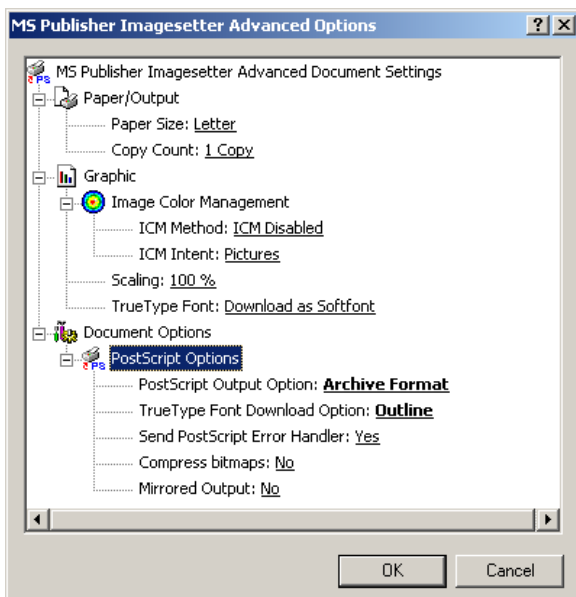 MS Publisher Imagesetter Advanced Options
MS Publisher Imagesetter Advanced Document Settings
Paper/Output
Paper Size: Letter
Copy Count: 1 Copy
Graphic
Image Color Management
ICM Method: ICM Disabled
ICM Intent: Pictures
Scaling: 100 %
TrueType Font: Download as Softfont
Document Options
PostScript Options
PostScript Output Option: Archive Format
TrueType Font Download Option: Outline
Send PostScript Error Handler: Yes
Compress bitmaps: No
Mirrored Output: No
OK Cancel